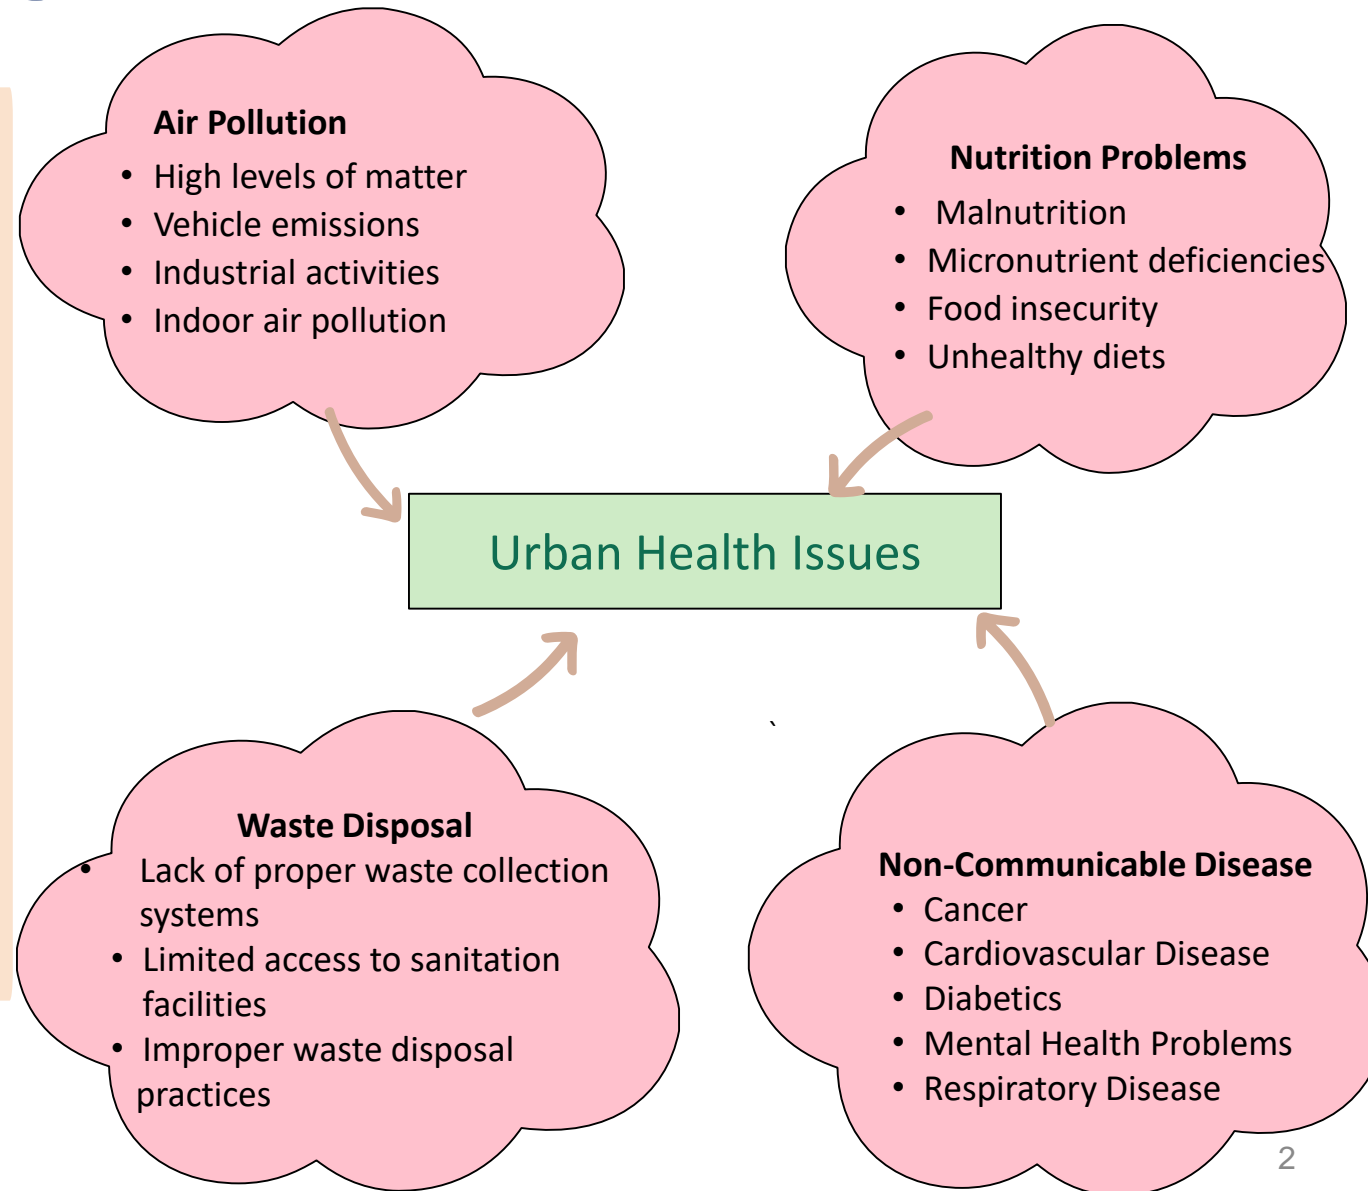 Air Pollution
• High levels of matter
• Vehicle emissions
• Industrial activities
• Indoor air pollution
Nutrition Problems
• Malnutrition
• Micronutrient deficiencies
• Food insecurity
• Unhealthy diets
Urban Health Issues
`
Waste Disposal
• Lack of proper waste collection
systems
• Limited access to sanitation
facilities
• Improper waste disposal
practices
Non-Communicable Disease
• Cancer
• Cardiovascular Disease
• Diabetics
• Mental Health Problems
• Respiratory Disease
2